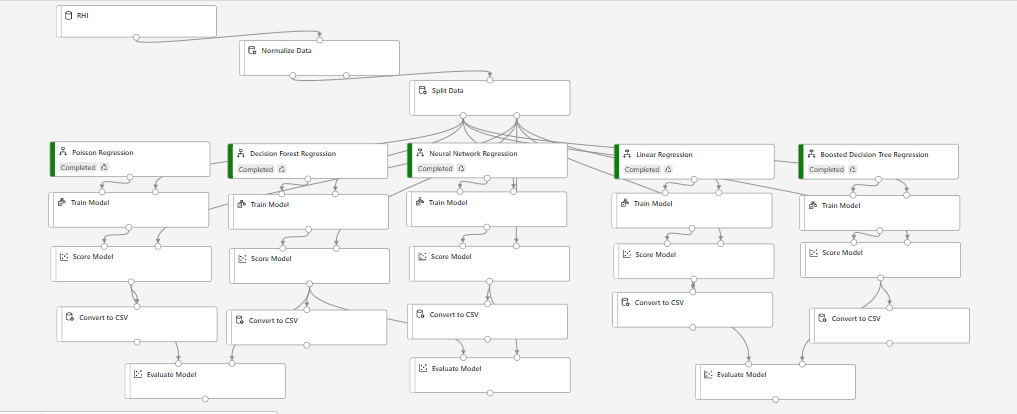 RHI
Normalize Data
Split Data
Poisson Regression
Completed
Decision Forest Regression
Completed
Neural Network Regression
Completed
Linear Regression
Completed
Boosted Decision Tree Regression
Completed
Train Model
Train Model
Train Model
Train Model
Train Model
Score Model
Score Model
Score Model
Score Model
Score Model
Convert to CSV
Convert to CSV
Convert to CSV
Convert to CSV
Convert to CSV
Evaluate Model
Evaluate Model
Evaluate Model